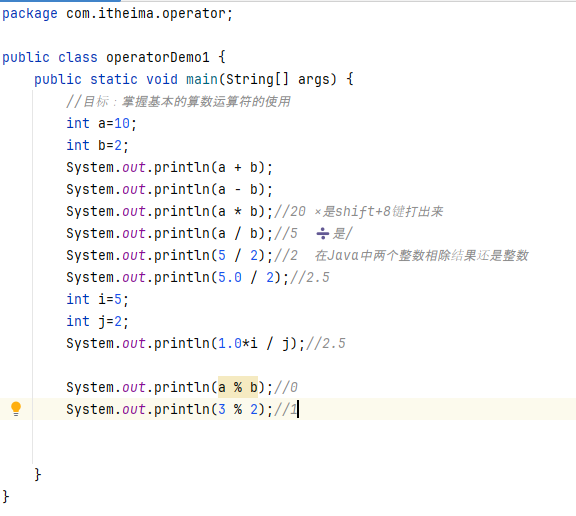 package com.itheima.operator;
public class operatorDemo1 {
public static void main(String[] args) {
//目标：掌握基本的算数运算符的使用
int a=10;
int b=2;
System.out.println(a + b);
System.out.println(a - b);
System.out.println(a * b);//20 ×是shift+8键打出来
System.out.println(a / b);//5 ➗是/
System.out.println(5 / 2);//2 在Java中两个整数相除结果还是整数
System.out.println(5.0 / 2);//2.5
int i=5;
int j=2;
System.out.println(1.0*i / j);//2.5
System.out.println(a % b);//0
System.out.println(3 % 2);//1
}
}